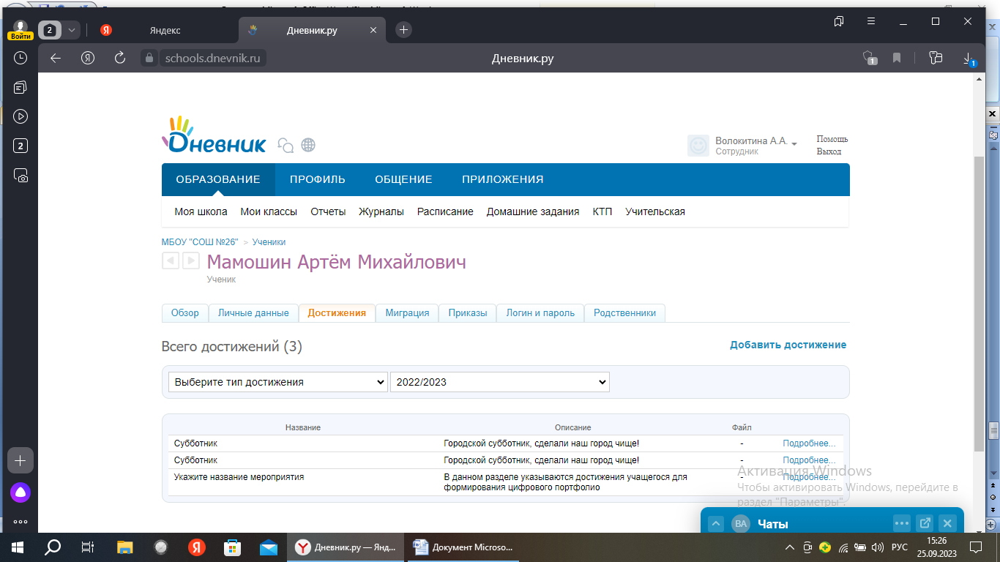 Войти
2
Яндекс
Дневник.ру
schools.dnevnik.ru
Дневник.ру
1
1
2
Dневник
Волокитина А.А.
Сотрудник
Помощь
Выход
ОБРАЗОВАНИЕ ПРОФИЛЬ ОБЩЕНИЕ ПРИЛОЖЕНИЯ
Моя школа Мои классы Отчеты Журналы Расписание Домашние задания КТП Учительская
МБОУ "СОШ №26" > Ученики
Мамошин Артём Михайлович
Ученик
Обзор Личные данные Достижения Миграция Приказы Логин и пароль Родственники
Всего достижений (3)
Добавить достижение
Выберите тип достижения 2022/2023
Название Описание Файл
Субботник Городской субботник, сделали наш город чище! - Подробнее...
Субботник Городской субботник, сделали наш город чище! - Подробнее...
Укажите название мероприятия В данном разделе указываются достижения учащегося для - Подробнее...
формирования цифрового портфолио
Активация Windows
Чтобы активировать Windows, перейдите в
раздел "Параметры".
ВА Чаты
Дневник.ру — Янд...
Документ Microso...
РУС
15:26
25.09.2023